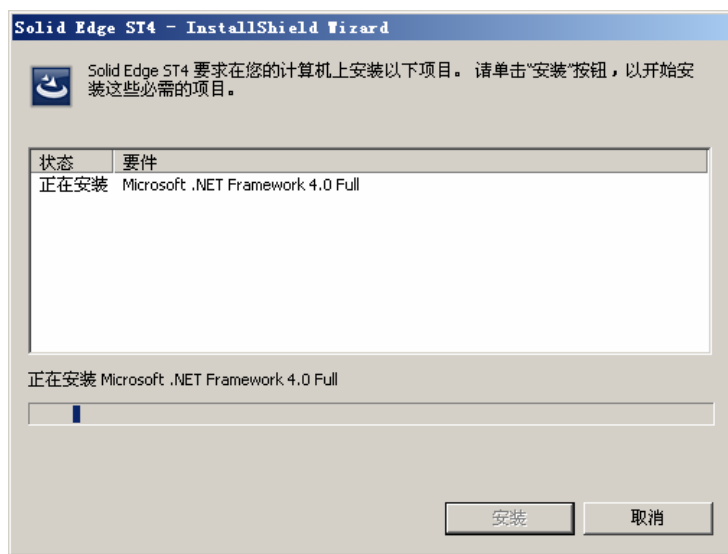 Solid Edge ST4 - InstallShield Wizard
Solid Edge ST4 要求在您的计算机上安装以下项目。 请单击“安装”按钮，以开始安
装这些必需的项目。
状态 要件
正在安装 Microsoft .NET Framework 4.0 Full
正在安装 Microsoft .NET Framework 4.0 Full
安装 取消